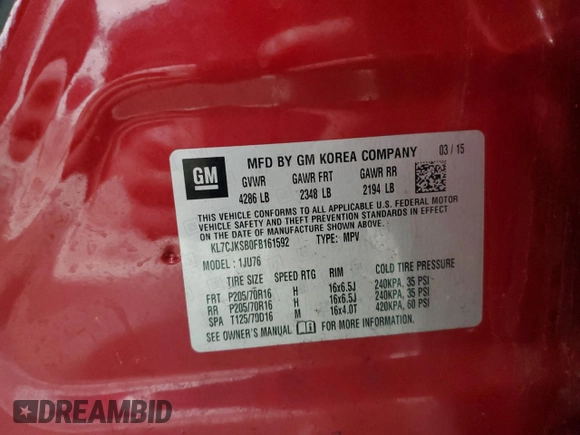 GM
MFD BY GM KOREA COMPANY 03 / 15
GVWR GAWR FRT GAWR RR
4286 LB 2348 LB 2194 LB
THIS VEHICLE CONFORMS TO ALL APPLICABLE U.S. FEDERAL MOTOR
VEHICLE SAFETY AND THEFT PREVENTION STANDARDS IN EFFECT
ON THE DATE OF MANUFACTURE SHOWN ABOVE.
KL7CJKSB0FB161592 TYPE: MPV
MODEL : 1JU76
TIRE SIZE SPEED RTG RIM COLD TIRE PRESSURE
FRT P205/70R16 H 16x6.5J 240KPA, 35 PSI
RR P205/70R16 H 16x6.5J 240KPA, 35 PSI
SPA T125/70D16 M 16x4.0T 420KPA, 60 PSI
SEE OWNER'S MANUAL FOR MORE INFORMATION.
DREAMBID